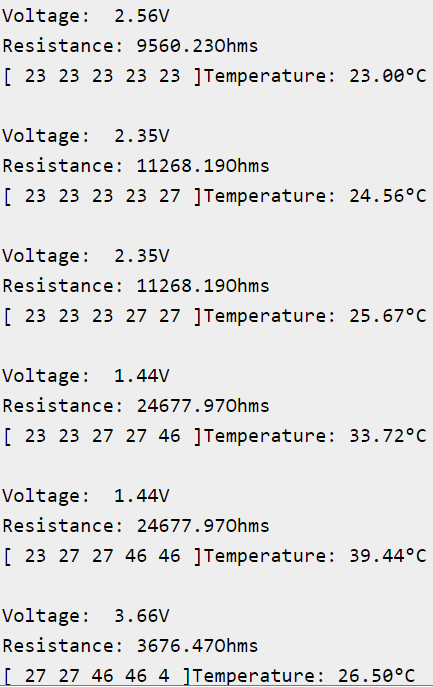 Voltage:  2.56V
Resistance: 9560.23Ohms
[ 23 23 23 23 23 ]Temperature: 23.00°C
Voltage:  2.35V
Resistance: 11268.19Ohms
[ 23 23 23 23 27 ]Temperature: 24.56°C
Voltage:  2.35V
Resistance: 11268.19Ohms
[ 23 23 23 27 27 ]Temperature: 25.67°C
Voltage:  1.44V
Resistance: 24677.97Ohms
[ 23 23 27 27 46 ]Temperature: 33.72°C
Voltage:  1.44V
Resistance: 24677.97Ohms
[ 23 27 27 46 46 ]Temperature: 39.44°C
Voltage:  3.66V
Resistance: 3676.47Ohms
[ 27 27 46 46 4 ]Temperature: 26.50°C